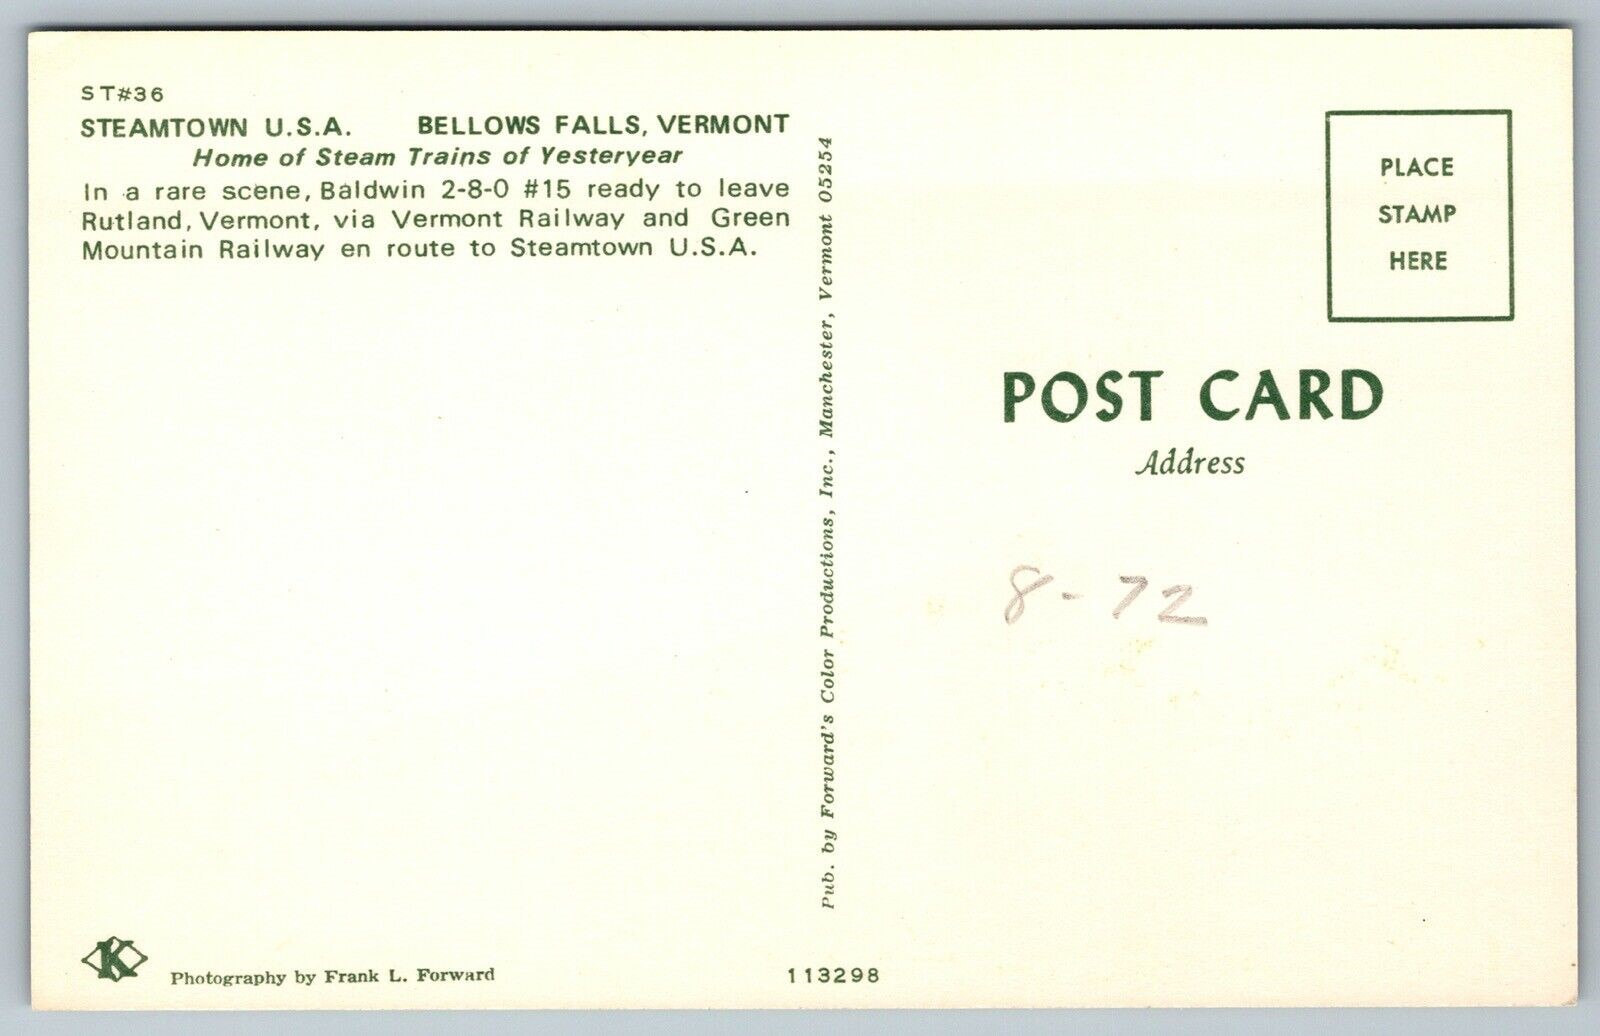 ST#36
STEAMTOWN U.S.A. BELLOWS FALLS, VERMONT
Home of Steam Trains of Yesteryear
In a rare scene, Baldwin 2-8-0 #15 ready to leave
Rutland, Vermont, via Vermont Railway and Green
Mountain Railway en route to Steamtown U.S.A.
Pub. by Forward's Color Productions, Inc., Manchester, Vermont 05254
PLACE
STAMP
HERE
POST CARD
Address
8-72
K
Photography by Frank L. Forward
113298